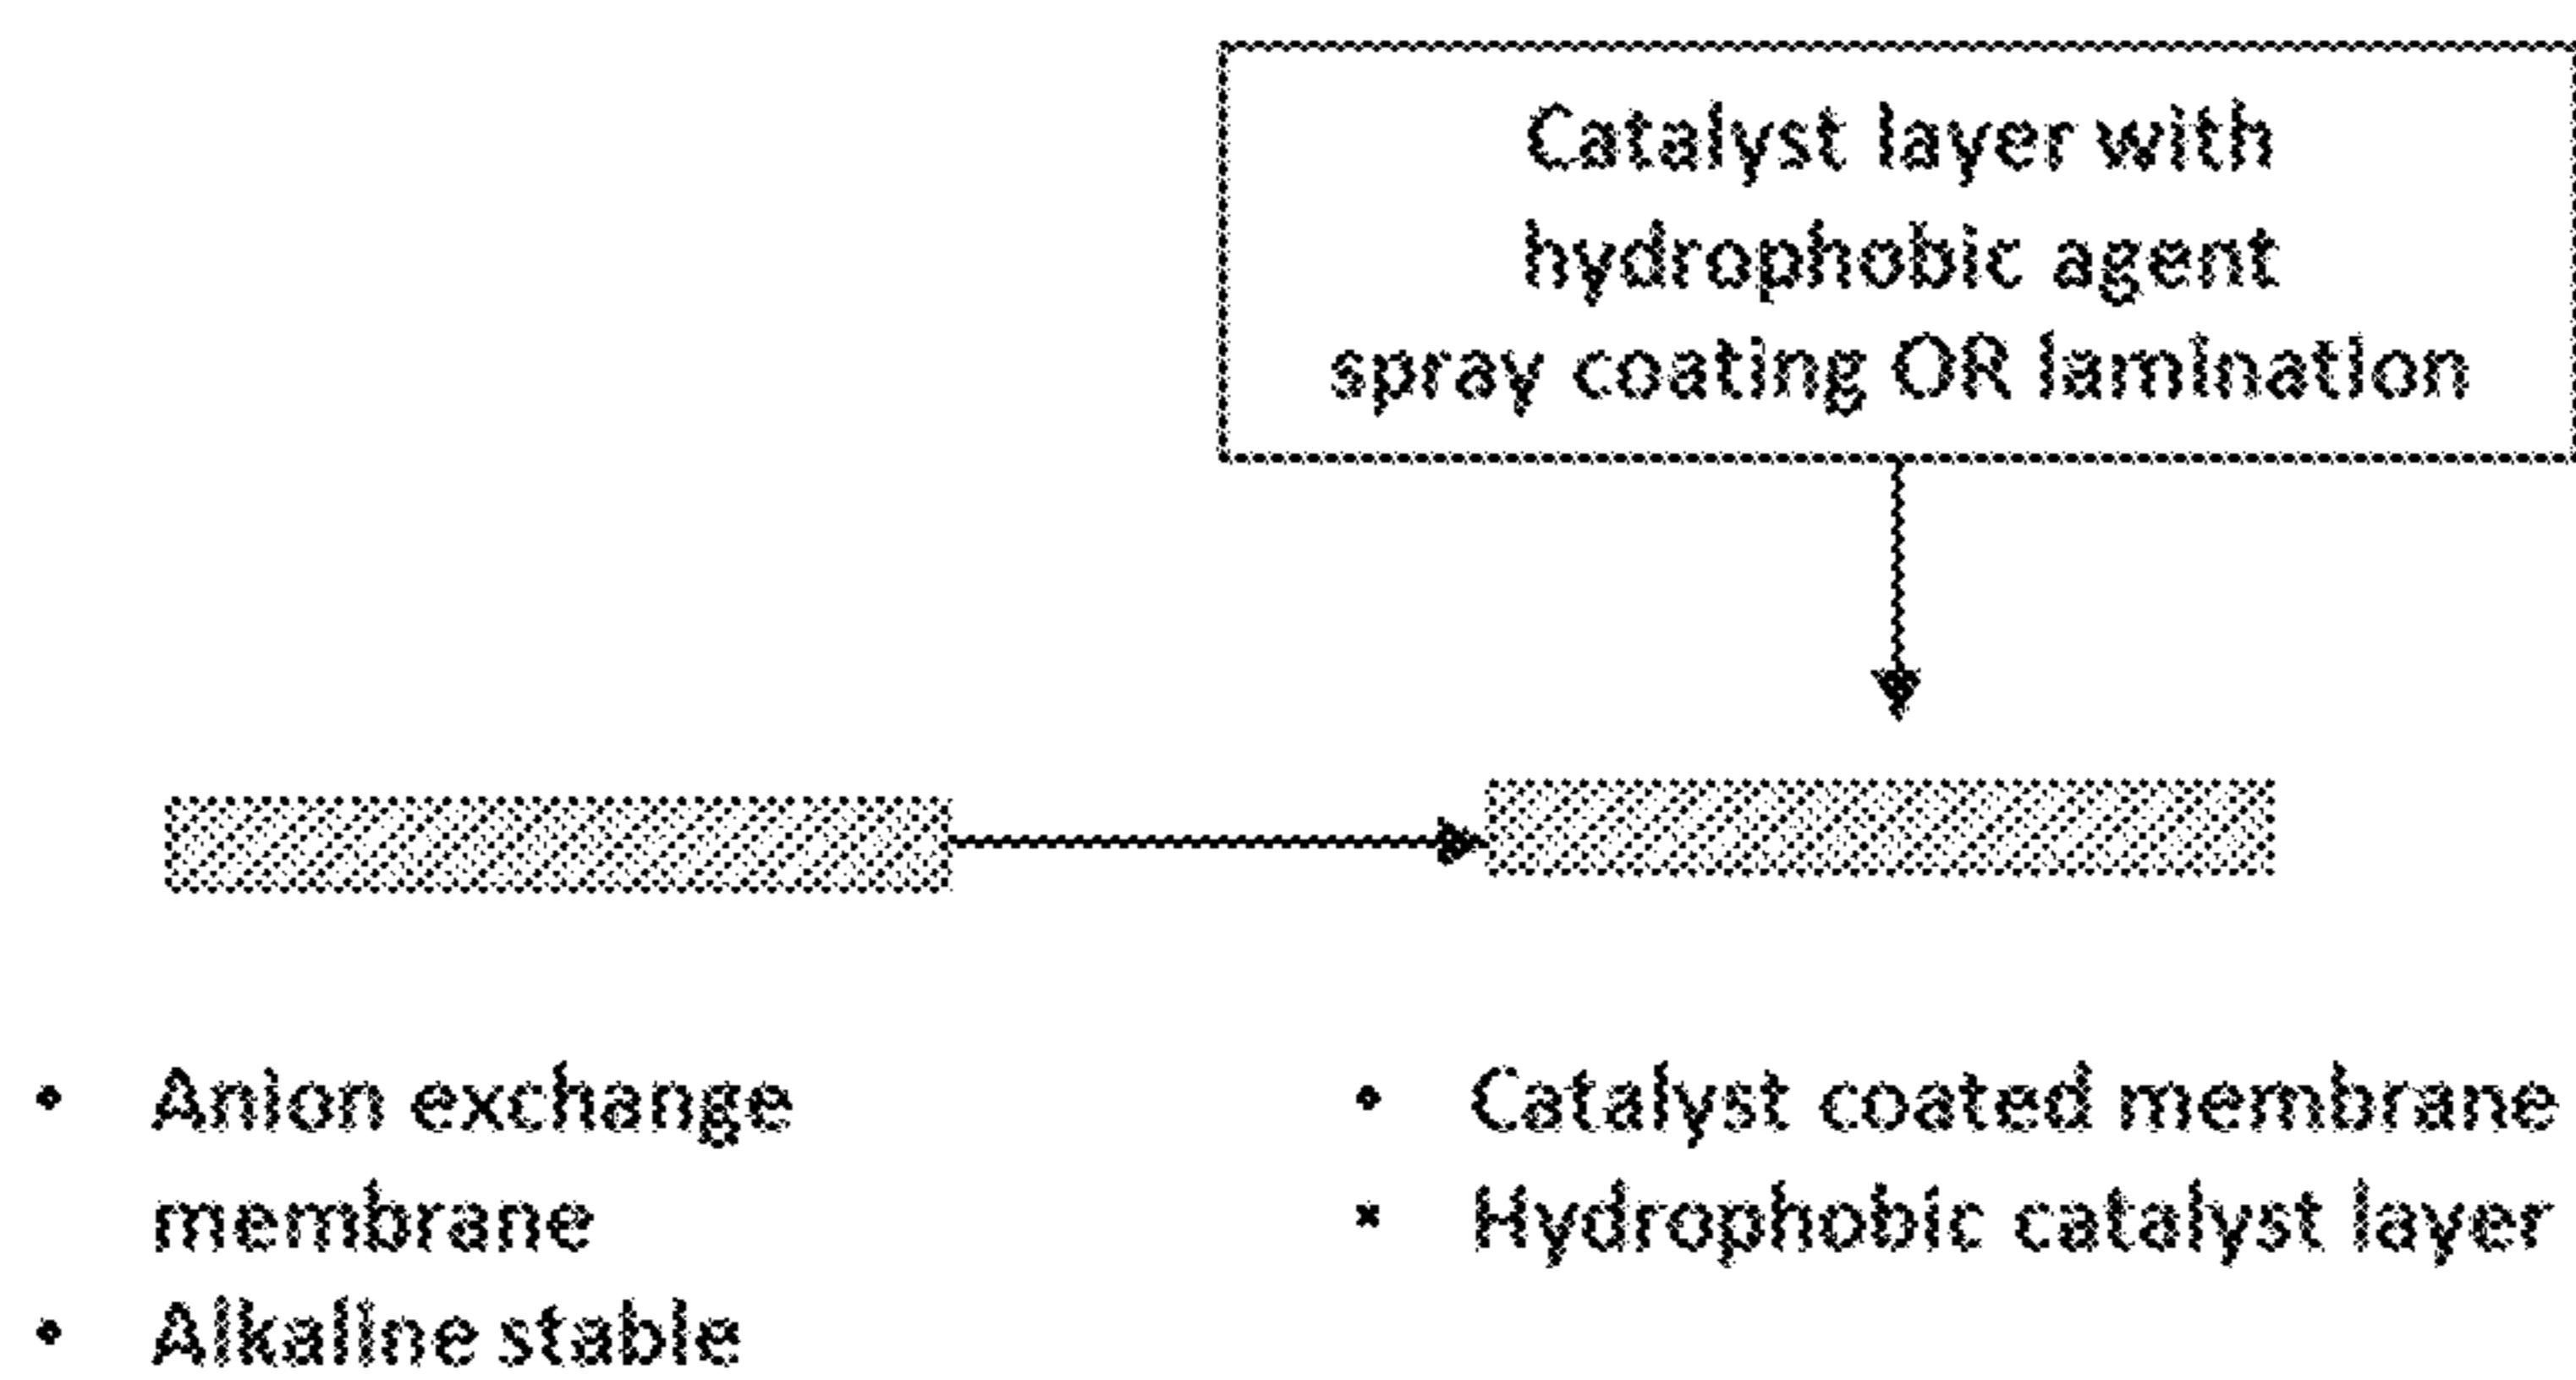 Catalyst layer with
hydrophobic agent
spray coating OR lamination
• Anion exchange
membrane
• Alkaline stable
• Catalyst coated membrane
• Hydrophobic catalyst layer